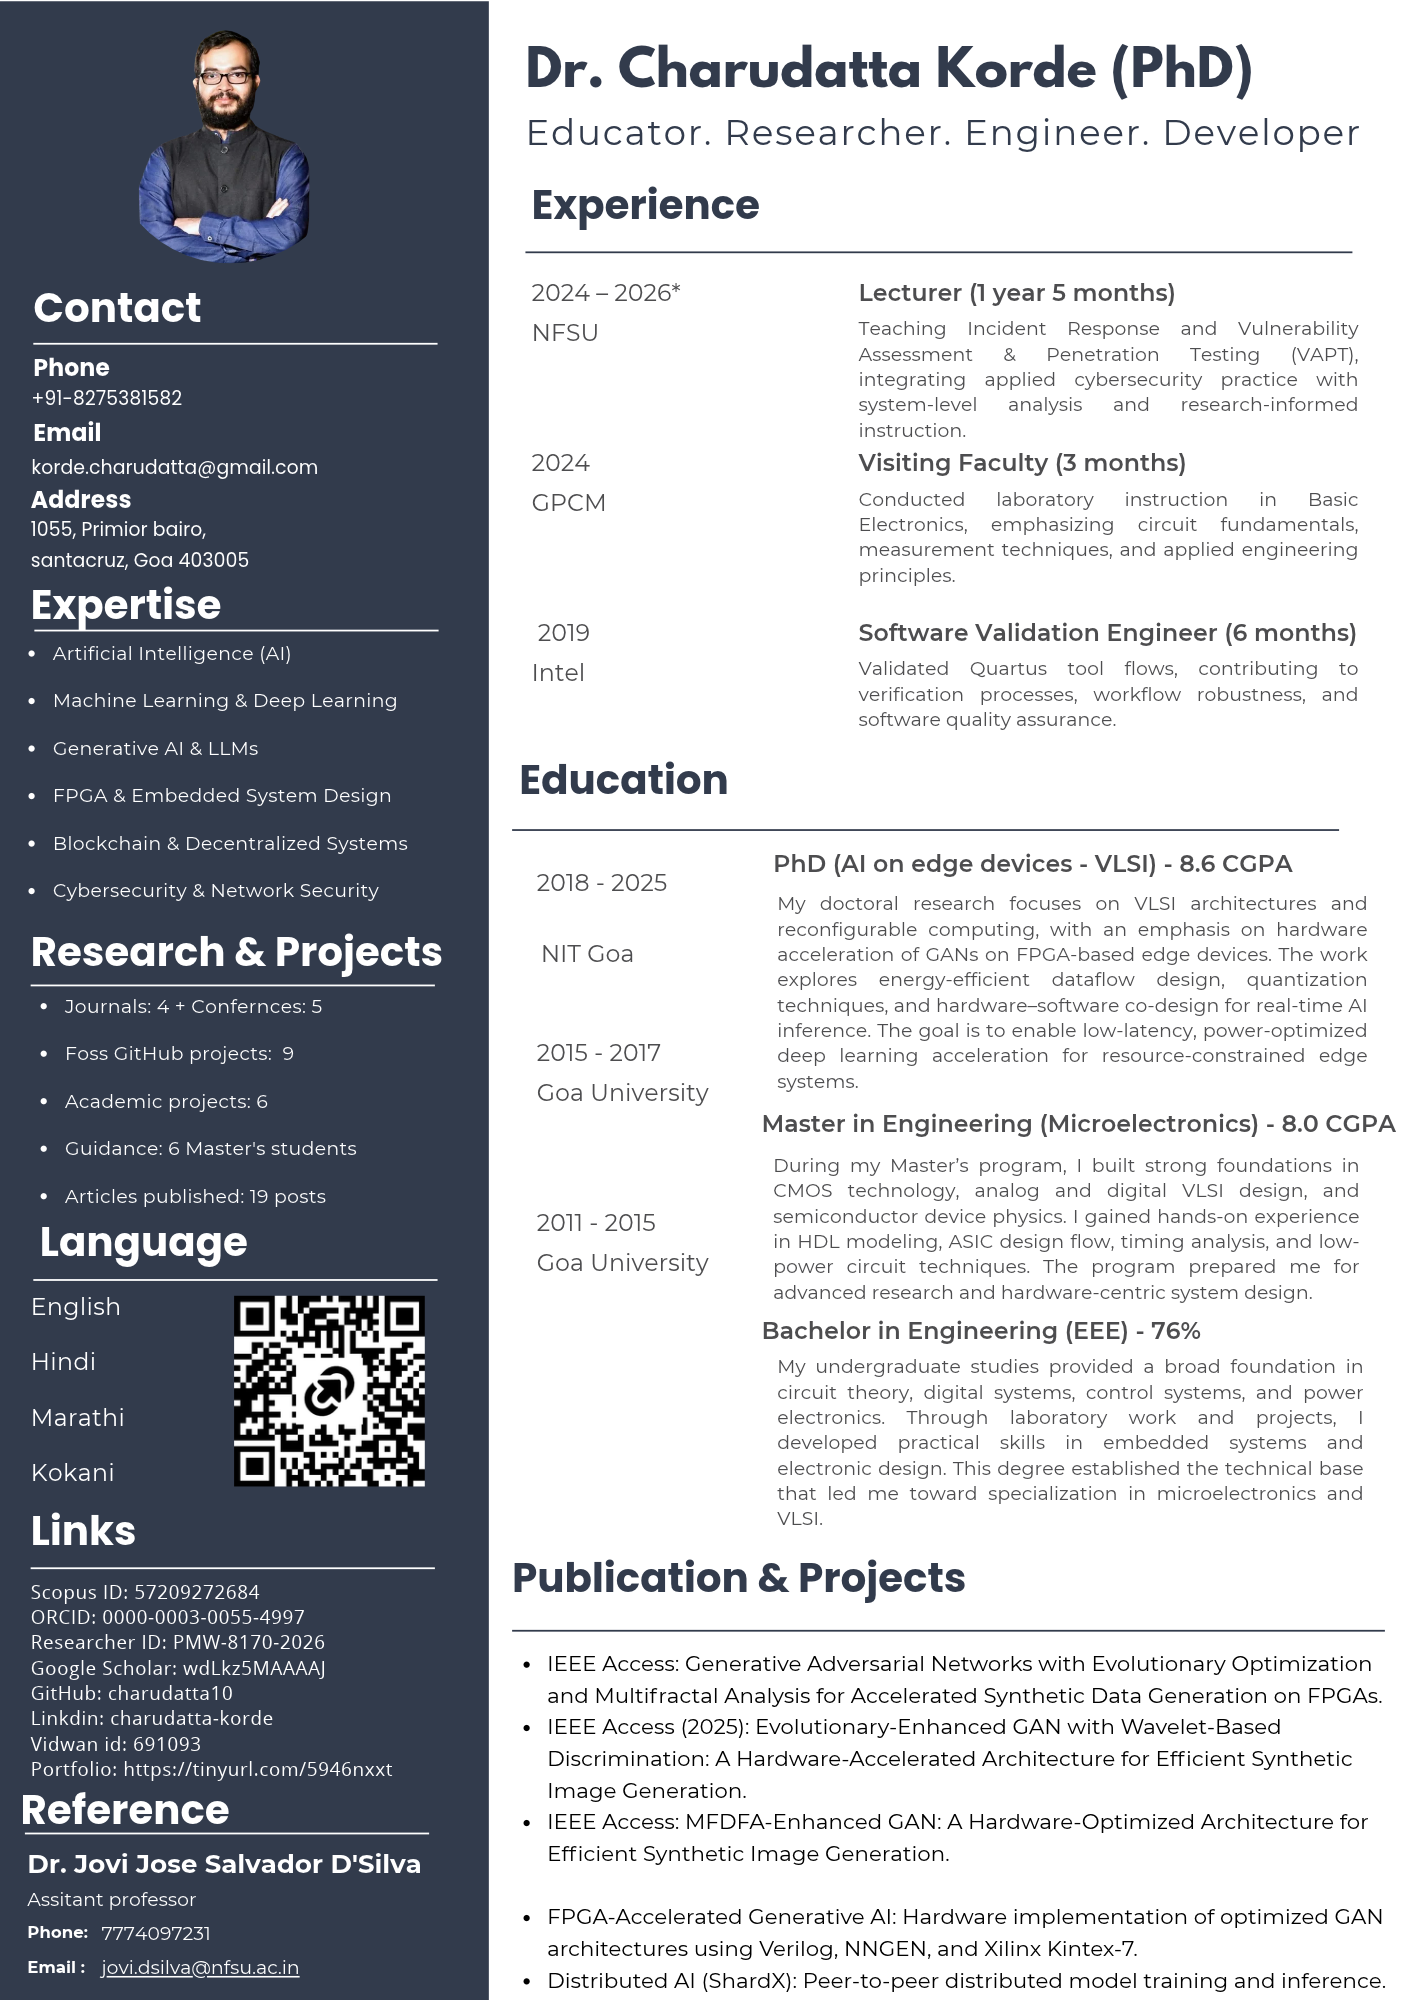 Dr. Charudatta Korde (PhD)
Educator. Researcher. Engineer. Developer
Contact
Phone
+91-8275381582
Email
korde.charudatta@gmail.com
Address
1055, Primior bairo,
santacruz, Goa 403005
Expertise
• Artificial Intelligence (AI)
• Machine Learning & Deep Learning
• Generative AI & LLMs
• FPGA & Embedded System Design
• Blockchain & Decentralized Systems
• Cybersecurity & Network Security
Research & Projects
• Journals: 4 + Confernces: 5
• Foss GitHub projects:  9
• Academic projects: 6
• Guidance: 6 Master's students
• Articles published: 19 posts
Language
English
Hindi
Marathi
Kokani
Links
Scopus ID: 57209272684
ORCID: 0000-0003-0055-4997
Researcher ID: PMW-8170-2026
Google Scholar: wdLkz5MAAAAJ
GitHub: charudatta10
Linkdin: charudatta-korde
Vidwan id: 691093
Portfolio: https://tinyurl.com/5946nxxt
Reference
Dr. Jovi Jose Salvador D'Silva
Assitant professor
Phone: 7774097231
Email : jovi.dsilva@nfsu.ac.in
Experience
2024 – 2026*
NFSU
Lecturer (1 year 5 months)
Teaching Incident Response and Vulnerability
Assessment & Penetration Testing (VAPT),
integrating applied cybersecurity practice with
system-level analysis and research-informed
instruction.
2024
GPCM
Visiting Faculty (3 months)
Conducted laboratory instruction in Basic
Electronics, emphasizing circuit fundamentals,
measurement techniques, and applied engineering
principles.
2019
Intel
Software Validation Engineer (6 months)
Validated Quartus tool flows, contributing to
verification processes, workflow robustness, and
software quality assurance.
Education
2018 - 2025
NIT Goa
PhD (AI on edge devices - VLSI) - 8.6 CGPA
My doctoral research focuses on VLSI architectures and
reconfigurable computing, with an emphasis on hardware
acceleration of GANs on FPGA-based edge devices. The work
explores energy-efficient dataflow design, quantization
techniques, and hardware–software co-design for real-time AI
inference. The goal is to enable low-latency, power-optimized
deep learning acceleration for resource-constrained edge
systems.
2015 - 2017
Goa University
Master in Engineering (Microelectronics) - 8.0 CGPA
During my Master’s program, I built strong foundations in
CMOS technology, analog and digital VLSI design, and
semiconductor device physics. I gained hands-on experience
in HDL modeling, ASIC design flow, timing analysis, and low-
power circuit techniques. The program prepared me for
advanced research and hardware-centric system design.
2011 - 2015
Goa University
Bachelor in Engineering (EEE) - 76%
My undergraduate studies provided a broad foundation in
circuit theory, digital systems, control systems, and power
electronics. Through laboratory work and projects, I
developed practical skills in embedded systems and
electronic design. This degree established the technical base
that led me toward specialization in microelectronics and
VLSI.
Publication & Projects
• IEEE Access: Generative Adversarial Networks with Evolutionary Optimization
and Multifractal Analysis for Accelerated Synthetic Data Generation on FPGAs.
• IEEE Access (2025): Evolutionary-Enhanced GAN with Wavelet-Based
Discrimination: A Hardware-Accelerated Architecture for Efficient Synthetic
Image Generation.
• IEEE Access: MFDFA-Enhanced GAN: A Hardware-Optimized Architecture for
Efficient Synthetic Image Generation.
• FPGA-Accelerated Generative AI: Hardware implementation of optimized GAN
architectures using Verilog, NNGEN, and Xilinx Kintex-7.
• Distributed AI (ShardX): Peer-to-peer distributed model training and inference.